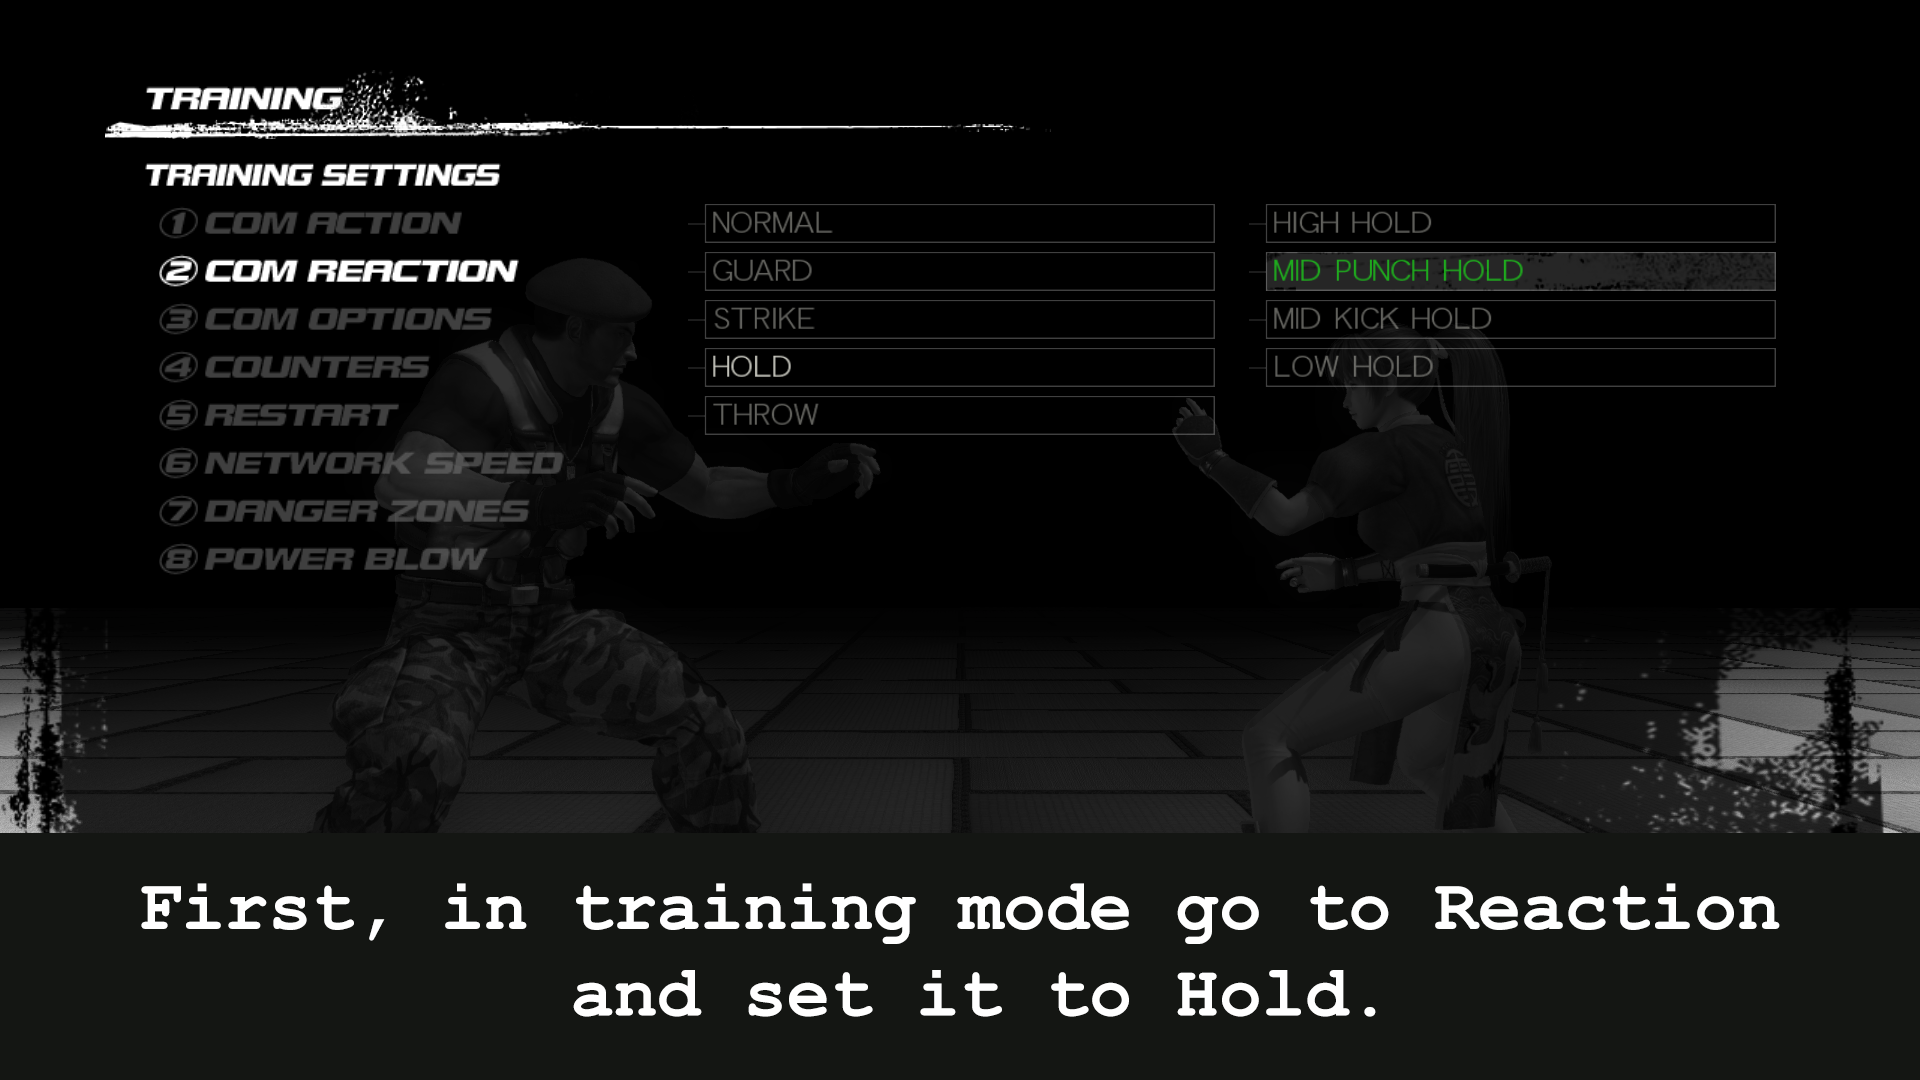 TRAINING
TRAINING SETTINGS
1 COM ACTION
2 COM REACTION
3 COM OPTIONS
4 COUNTERS
5 RESTART
6 NETWORK SPEED
7 DANGER ZONES
8 POWER BLOW
NORMAL
GUARD
STRIKE
HOLD
THROW
HIGH HOLD
MID PUNCH HOLD
MID KICK HOLD
LOW HOLD
First, in training mode go to Reaction
and set it to Hold.